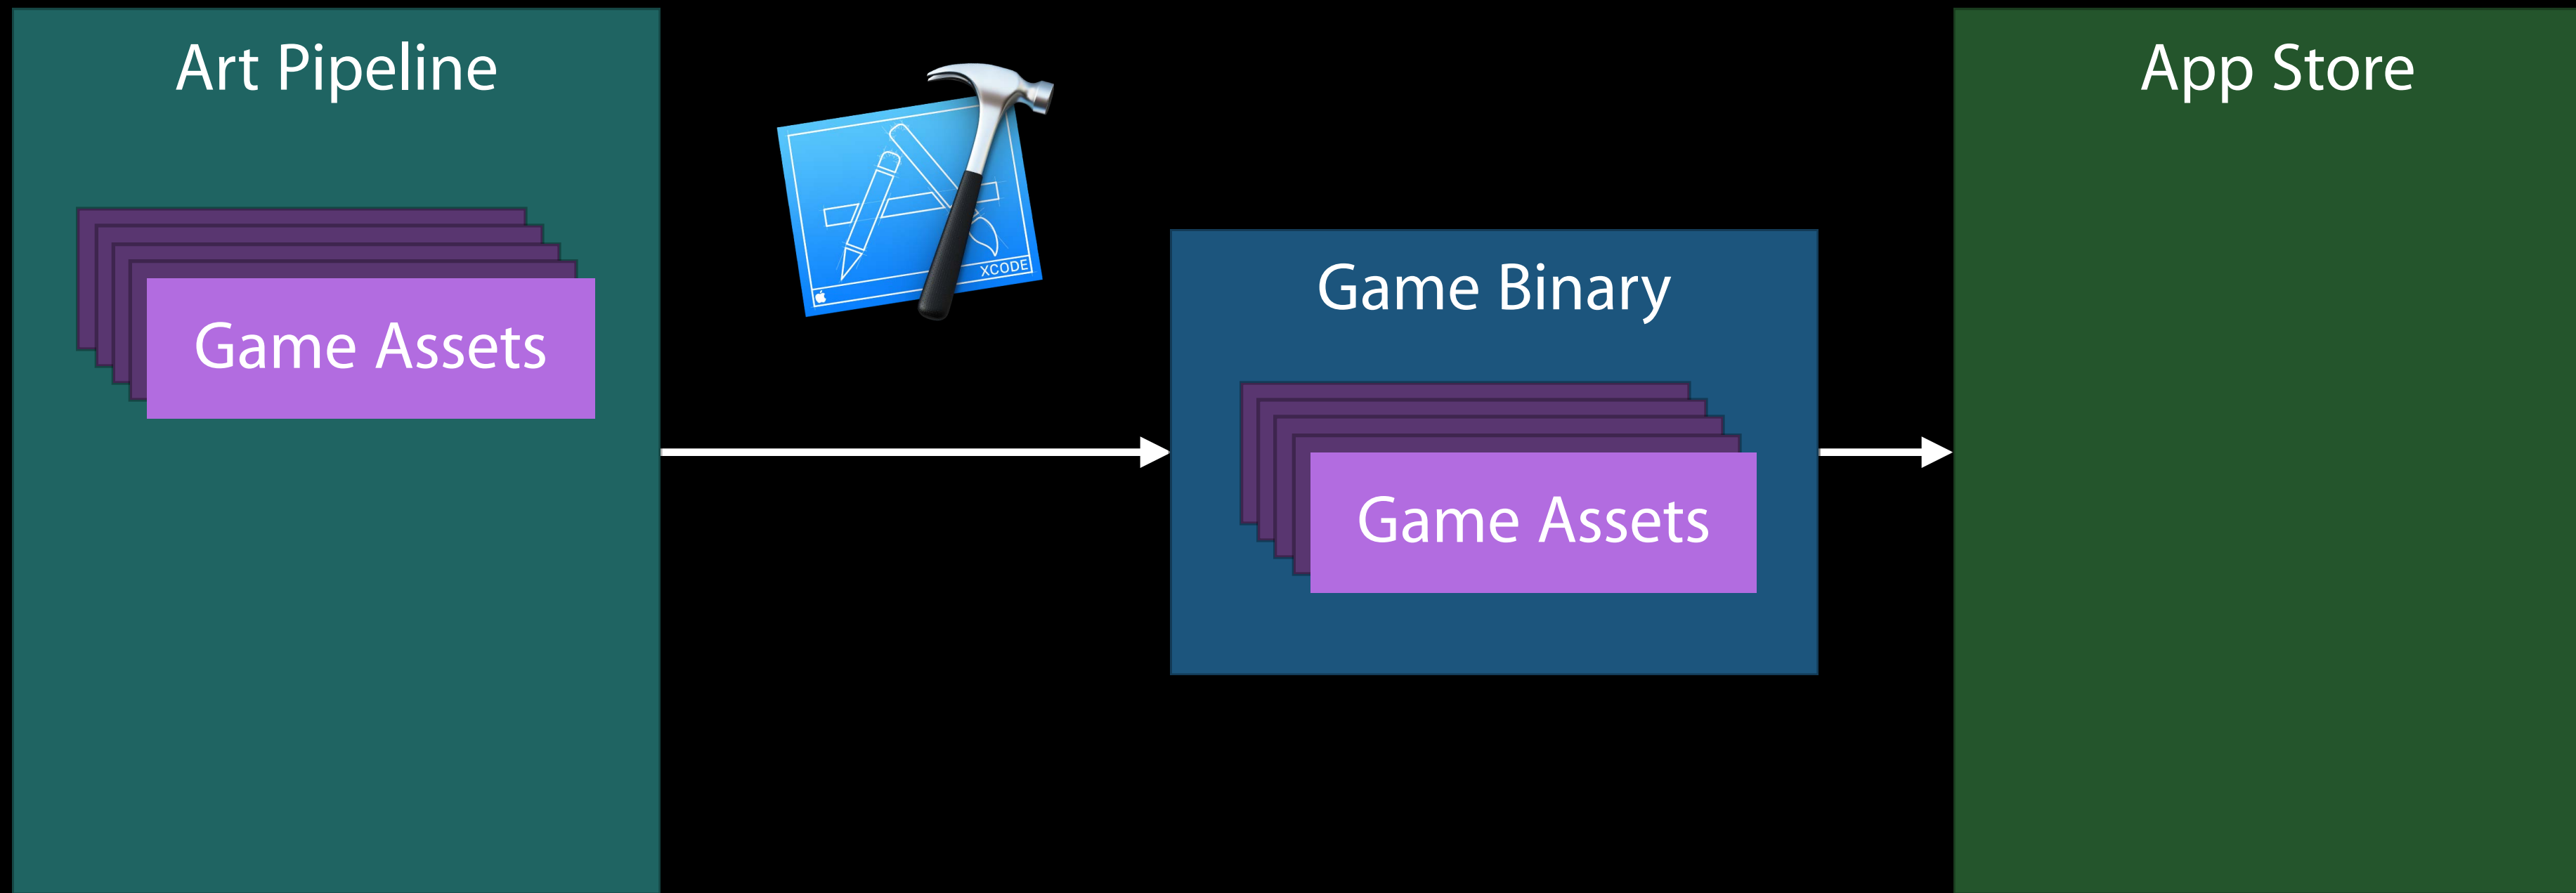 Art Pipeline
Game Assets
XCODE
Game Binary
Game Assets
App Store